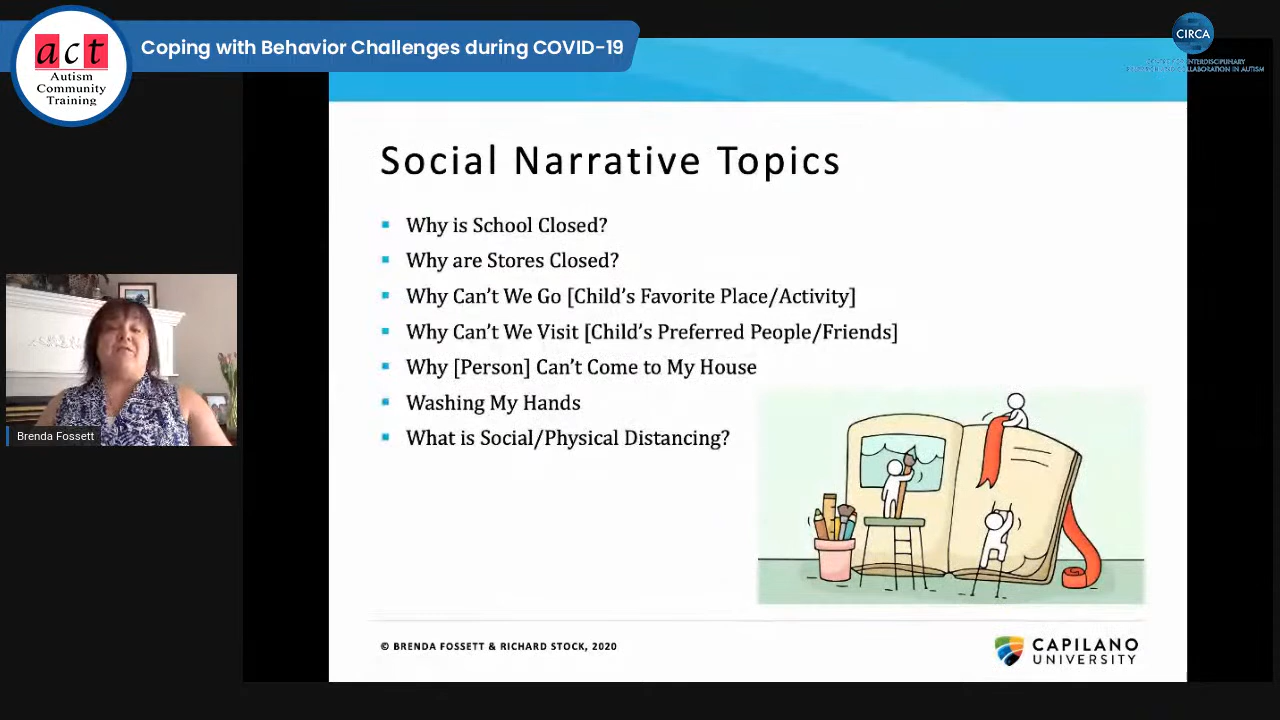 act
Autism
Community
Training
Coping with Behavior Challenges during COVID-19
CIRCA
COLLABORATION IN AUTISM
Social Narrative Topics
Why is School Closed?
Why are Stores Closed?
Why Can't We Go [Child's Favorite Place/Activity]
Why Can't We Visit [Child's Preferred People/Friends]
Why [Person] Can't Come to My House
Washing My Hands
What is Social/Physical Distancing?
Brenda Fossett
© BRENDA FOSSETT & RICHARD STOCK, 2020
CAPILANO
UNIVERSITY